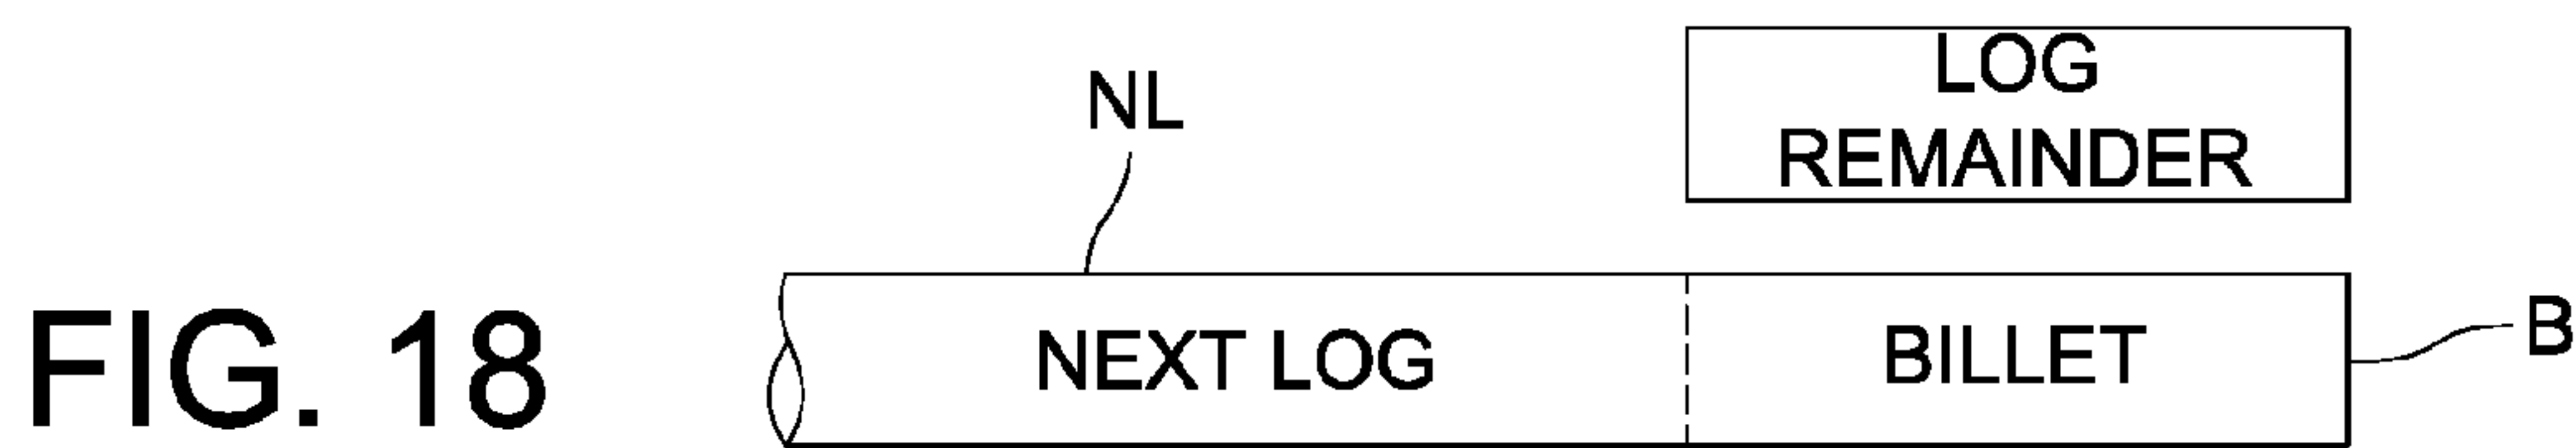 LOG
REMAINDER
NL
NEXT LOG
BILLET
B
FIG. 18